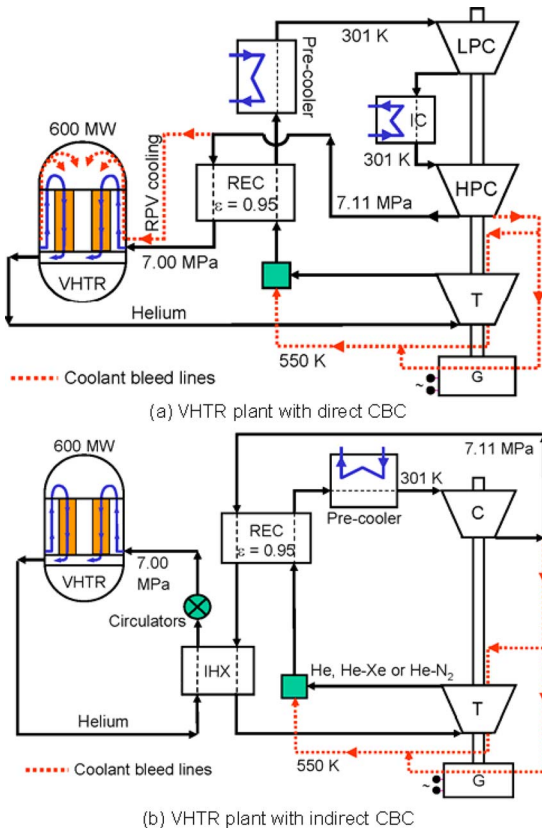 301 K
LPC
Pre-cooler
600 MW
IC
301 K
RPV cooling
REC
ε = 0.95
HPC
7.11 MPa
7.00 MPa
VHTR
T
Helium
550 K
G
~
Coolant bleed lines
(a) VHTR plant with direct CBC
600 MW
7.11 MPa
301 K
C
REC
ε = 0.95
Pre-cooler
7.00
MPa
VHTR
Circulators
IHX
He, He-Xe or He-N₂
T
Helium
550 K
G
~
Coolant bleed lines
(b) VHTR plant with indirect CBC